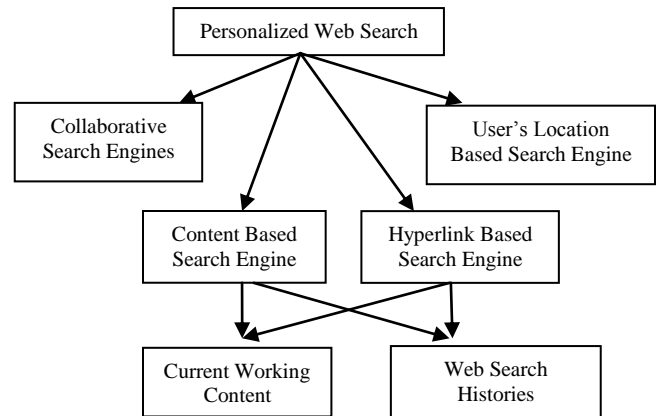 Personalized Web Search
Collaborative
Search Engines
User's Location
Based Search Engine
Content Based
Search Engine
Hyperlink Based
Search Engine
Current Working
Content
Web Search
Histories